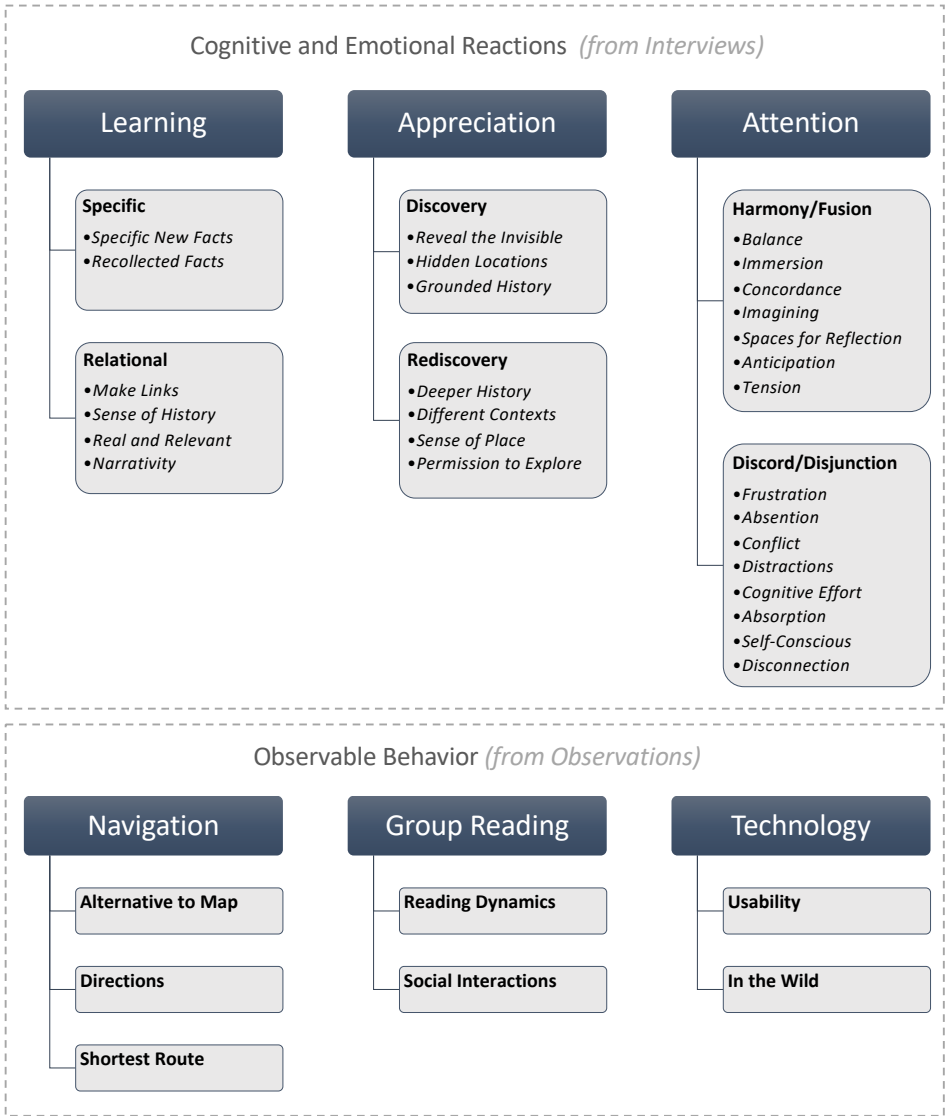 Cognitive and Emotional Reactions (from Interviews)
Learning
Specific
•Specific New Facts
•Recollected Facts
Relational
•Make Links
•Sense of History
•Real and Relevant
•Narrativity
Appreciation
Discovery
•Reveal the Invisible
•Hidden Locations
•Grounded History
Rediscovery
•Deeper History
•Different Contexts
•Sense of Place
•Permission to Explore
Attention
Harmony/Fusion
•Balance
•Immersion
•Concordance
•Imagining
•Spaces for Reflection
•Anticipation
•Tension
Discord/Disjunction
•Frustration
•Absention
•Conflict
•Distractions
•Cognitive Effort
•Absorption
•Self-Conscious
•Disconnection
Observable Behavior (from Observations)
Navigation
Alternative to Map
Directions
Shortest Route
Group Reading
Reading Dynamics
Social Interactions
Technology
Usability
In the Wild